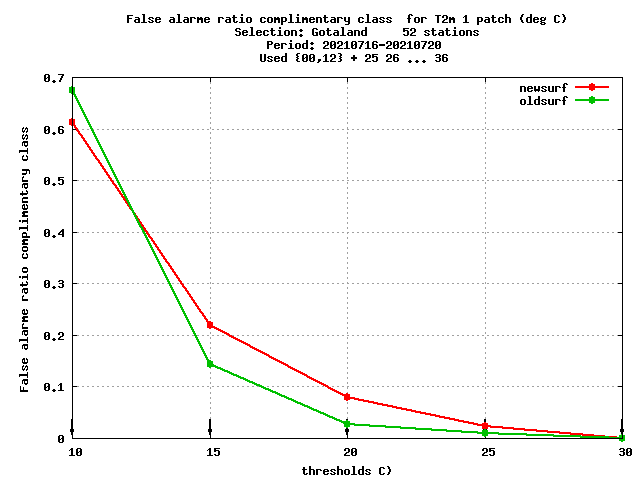 False alarme ratio complimentary class  for T2m 1 patch (deg C)
Selection: Gotaland     52 stations
Period: 20210716-20210720
Used {00,12} + 25 26 ... 36
newsurf
oldsurf
False alarme ratio complimentary class
0.7
0.6
0.5
0.4
0.3
0.2
0.1
0
10 15 20 25 30
thresholds C)